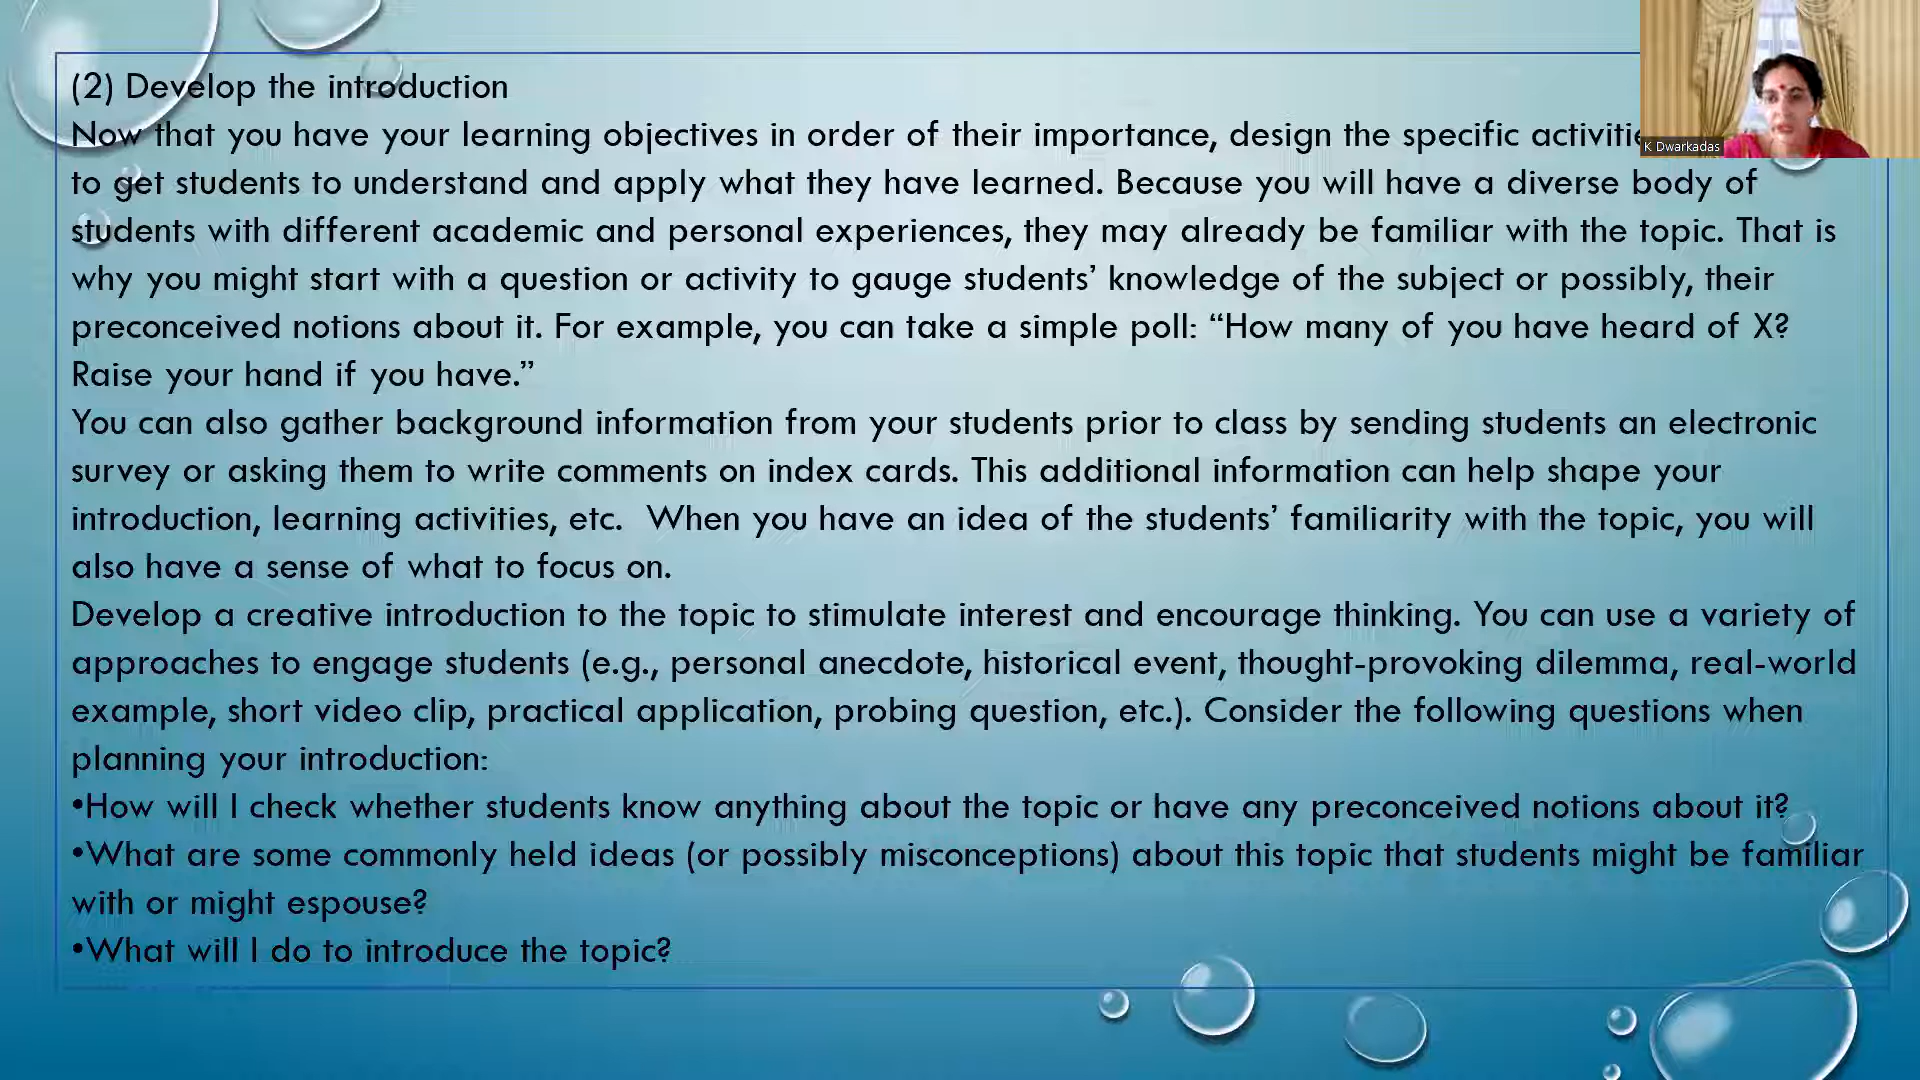 (2) Develop the introduction
Now that you have your learning objectives in order of their importance, design the specific
to get students to understand and apply what they have learned. Because you will have a diverse body of
students with different academic and personal experiences, they may already be familiar with the topic. That is
why you might start with a question or activity to gauge students’ knowledge of the subject or possibly, their
preconceived notions about it. For example, you can take a simple poll: “How many of you have heard of X?
Raise your hand if you have.”
You can also gather background information from your students prior to class by sending students an electronic
survey or asking them to write comments on index cards. This additional information can help shape your
introduction, learning activities, etc.  When you have an idea of the students’ familiarity with the topic, you will
also have a sense of what to focus on.
Develop a creative introduction to the topic to stimulate interest and encourage thinking. You can use a variety of
approaches to engage students (e.g., personal anecdote, historical event, thought-provoking dilemma, real-world
example, short video clip, practical application, probing question, etc.). Consider the following questions when
planning your introduction:
•How will I check whether students know anything about the topic or have any preconceived notions about it?
•What are some commonly held ideas (or possibly misconceptions) about this topic that students might be familiar
with or might espouse?
•What will I do to introduce the topic?
K Dwarkadas